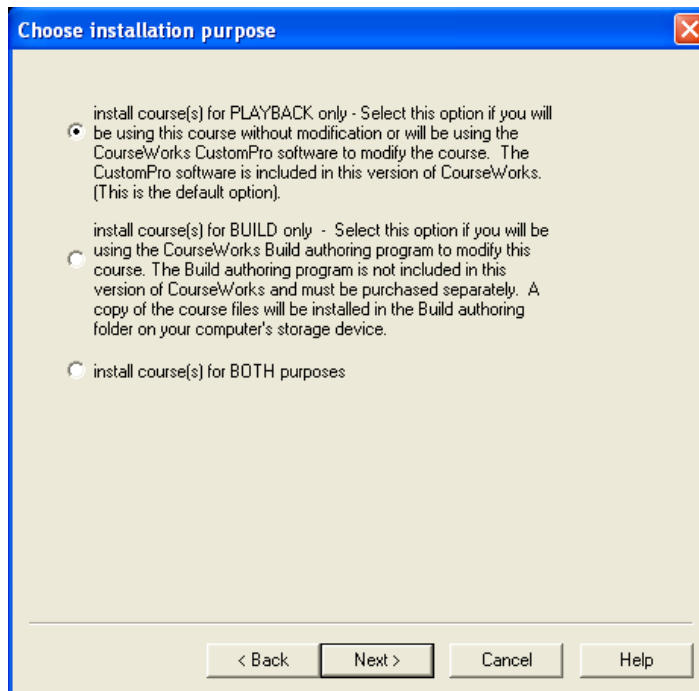 Choose installation purpose
install course(s) for PLAYBACK only - Select this option if you will
be using this course without modification or will be using the
CourseWorks CustomPro software to modify the course.  The
CustomPro software is included in this version of CourseWorks.
(This is the default option).
install course(s) for BUILD only  -  Select this option if you will be
using the CourseWorks Build authoring program to modify this
course. The Build authoring program is not included in this
version of CourseWorks and must be purchased separately.  A
copy of the course files will be installed in the Build authoring
folder on your computer's storage device.
install course(s) for BOTH purposes
< Back Next > Cancel Help